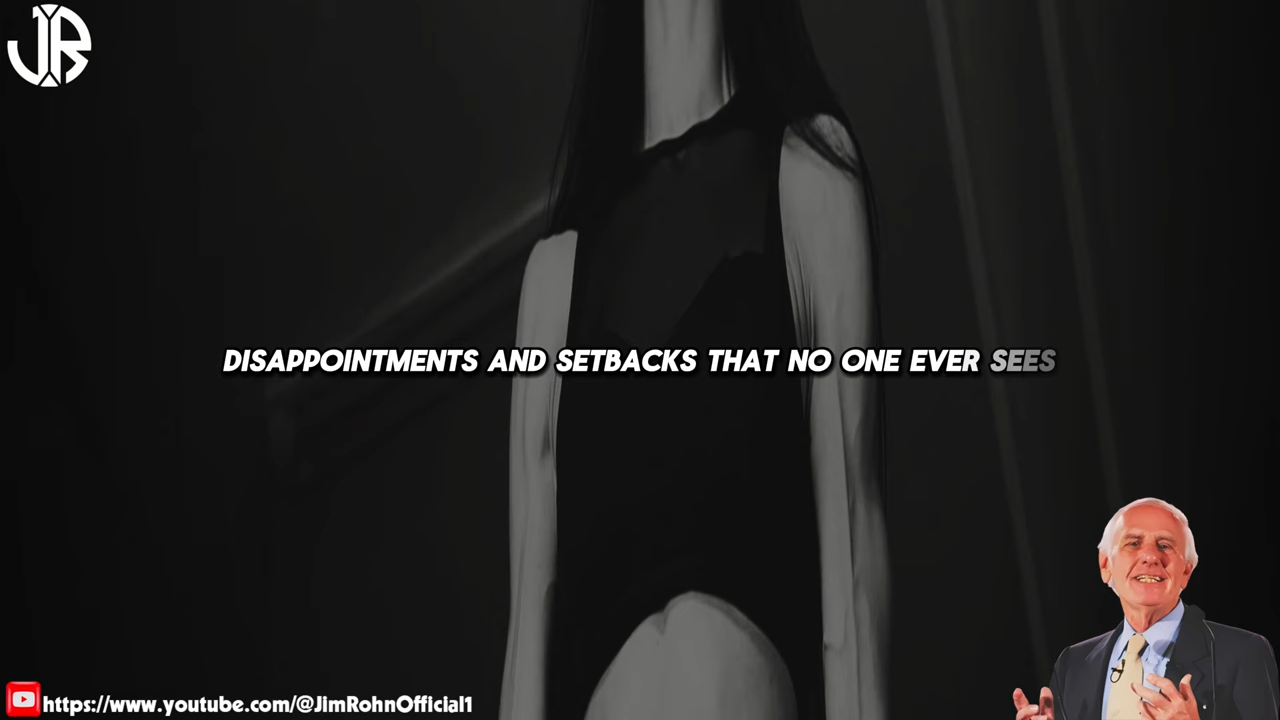 JR
DISAPPOINTMENTS AND SETBACKS THAT NO ONE EVER SEES
https://www.youtube.com/@JimRohnOfficial1